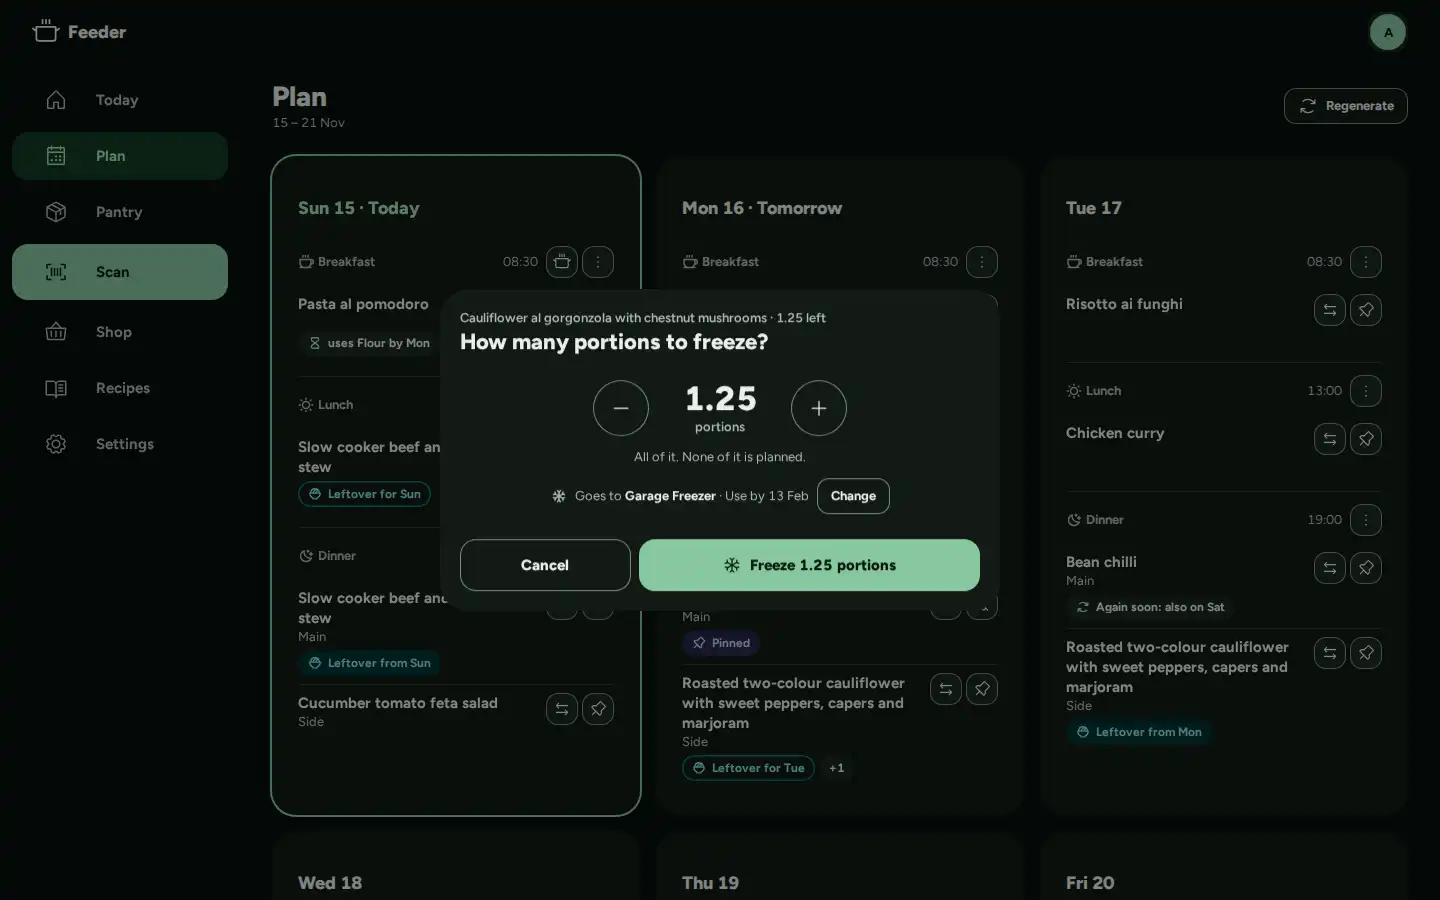 Feeder
A
Today
Plan
Pantry
Scan
Shop
Recipes
Settings
Plan
15 – 21 Nov
Regenerate
Sun 15 · Today
Breakfast
08:30
Pasta al pomodoro
uses Flour by Mon
Lunch
Slow cooker beef an
stew
Leftover for Sun
Dinner
Slow cooker beef and
stew
Main
Leftover from Sun
Cucumber tomato feta salad
Side
Mon 16 · Tomorrow
Breakfast
08:30
Main
Pinned
Roasted two-colour cauliflower
with sweet peppers, capers and
marjoram
Side
Leftover for Tue
+1
Tue 17
Breakfast
08:30
Risotto ai funghi
Lunch
13:00
Chicken curry
Dinner
19:00
Bean chilli
Main
Again soon: also on Sat
Roasted two-colour cauliflower
with sweet peppers, capers and
marjoram
Side
Leftover from Mon
Cauliflower al gorgonzola with chestnut mushrooms · 1.25 left
How many portions to freeze?
1.25
portions
All of it. None of it is planned.
Goes to Garage Freezer · Use by 13 Feb
Change
Cancel
Freeze 1.25 portions
Wed 18
Thu 19
Fri 20